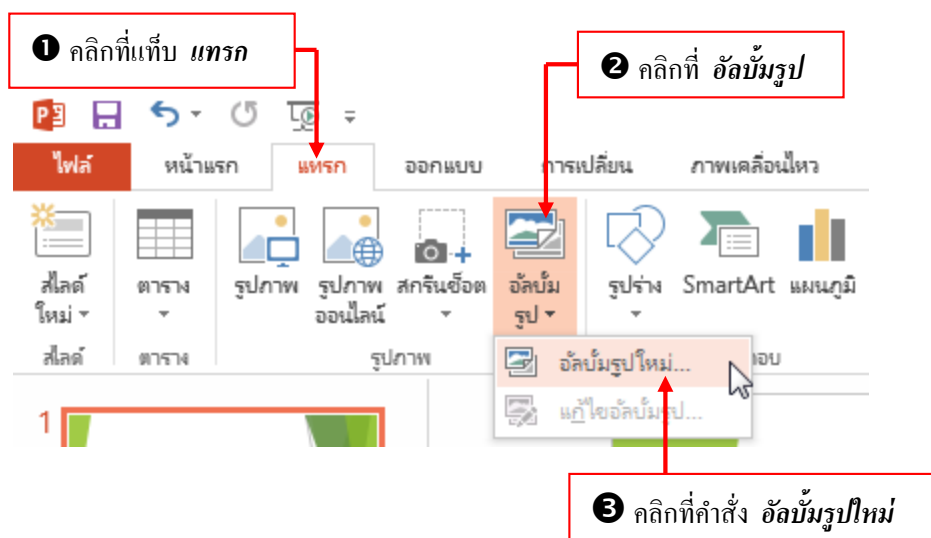 ❶ คลิกที่แท็บ แทรก
❷ คลิกที่ อัลบั้มรูป
ไฟล์ หน้าแรก แทรก ออกแบบ การเปลี่ยน ภาพเคลื่อนไหว
สไลด์ใหม่ ตาราง รูปภาพ รูปภาพออนไลน์ สกรีนช็อต อัลบั้มรูป รูปร่าง SmartArt แผนภูมิ
สไลด์ ตาราง รูปภาพ
อัลบั้มรูปใหม่...
แก้ไขอัลบั้มรูป...
1
❸ คลิกที่คำสั่ง อัลบั้มรูปใหม่